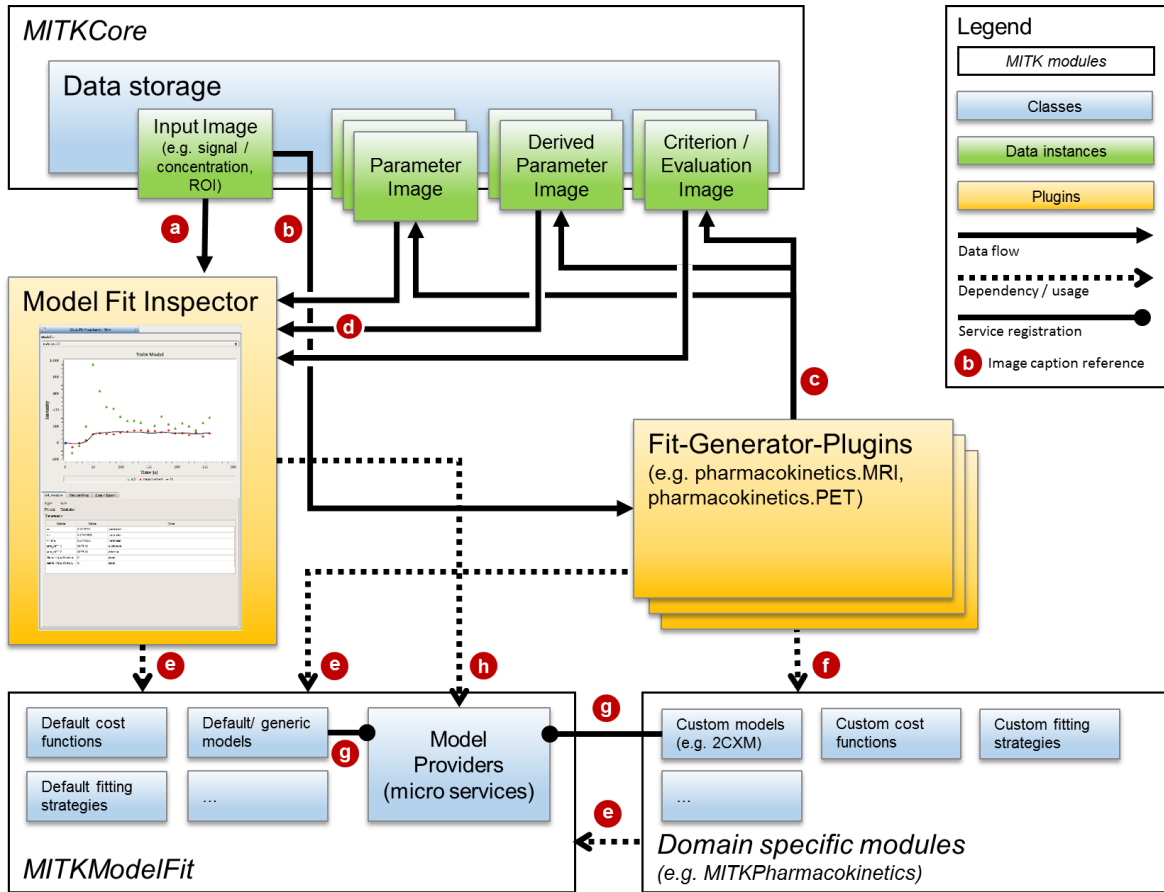 MITKCore
Data storage
Input Image
(e.g. signal /
concentration,
ROI)
Parameter
Image
Derived
Parameter
Image
Criterion /
Evaluation
Image
Legend
MITK modules
Classes
Data instances
Plugins
Data flow
Dependency / usage
Service registration
b Image caption reference
a
b
d
c
Model Fit Inspector
Time [s]
Fit-Generator-Plugins
(e.g. pharmacokinetics.MRI,
pharmacokinetics.PET)
e
e
h
f
Default cost
functions
Default/ generic
models
g
Model
Providers
(micro services)
g
Custom models
(e.g. 2CXM)
Custom cost
functions
Custom fitting
strategies
Default fitting
strategies
...
...
e
MITKModelFit
Domain specific modules
(e.g. MITKPharmacokinetics)